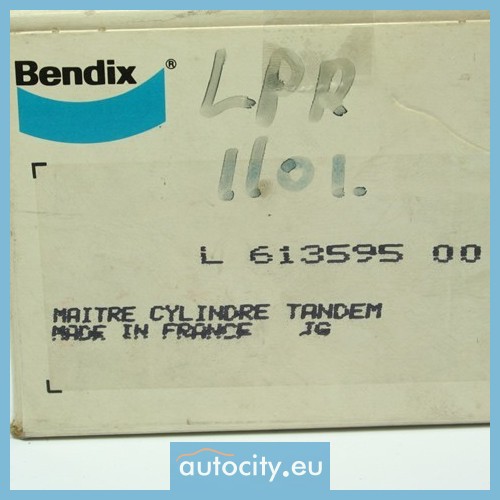 Bendix ®
LPR
1101.
L 613595 00
MAITRE CYLINDRE TANDEM
MADE IN FRANCE JG
autocity.eu